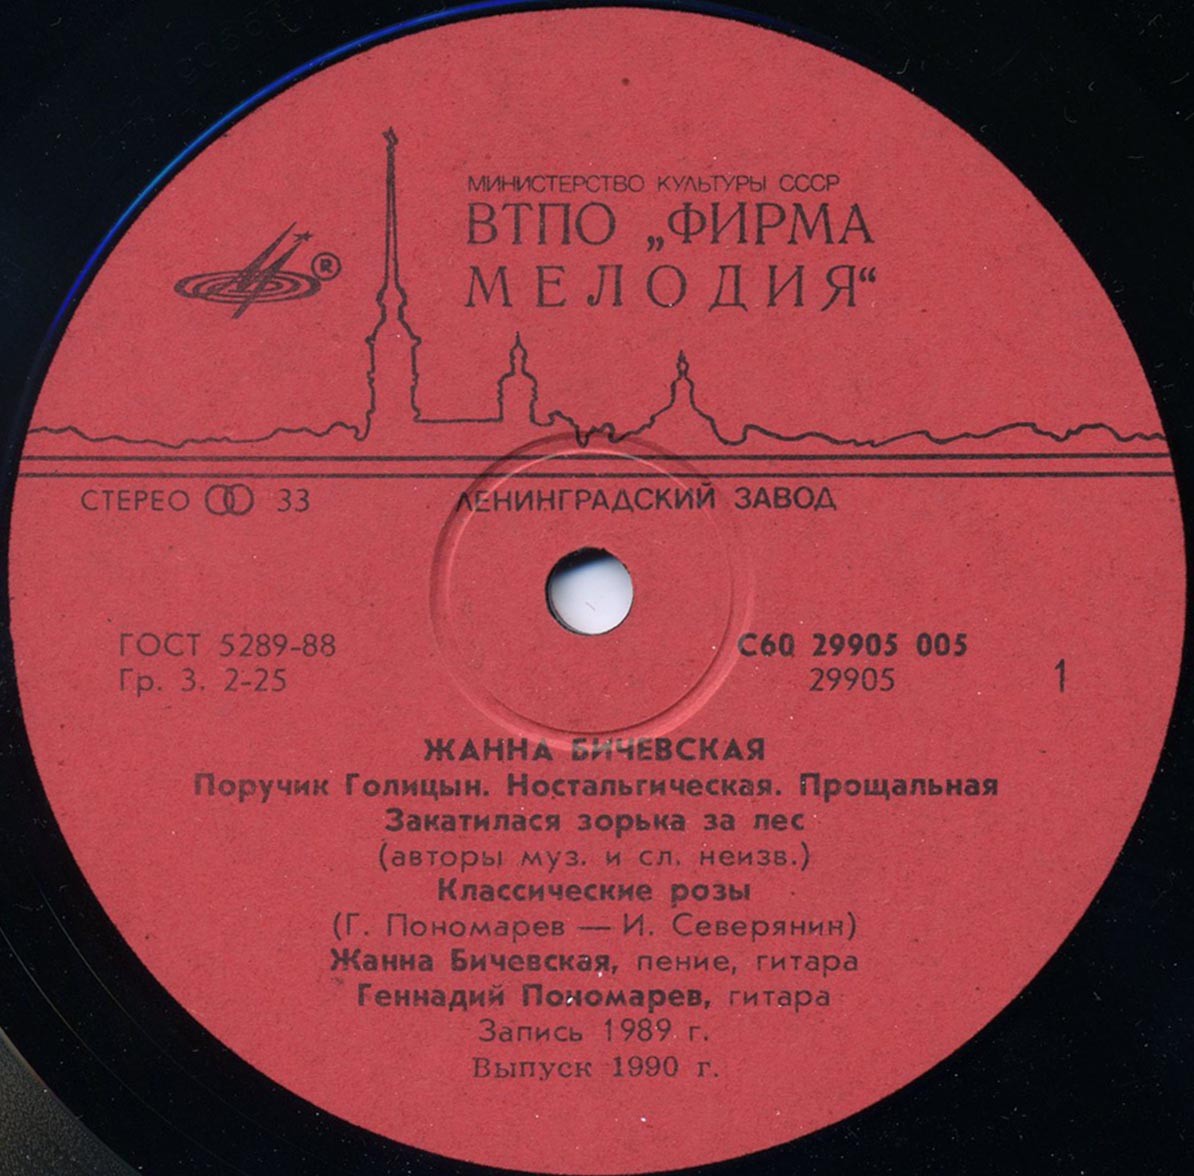 МИНИСТЕРСТВО КУЛЬТУРЫ СССР
ВТПО „ФИРМА
МЕЛОДИЯ“
®
СТЕРЕО 33
ЛЕНИНГРАДСКИЙ ЗАВОД
ГОСТ 5289-88
Гр. 3. 2-25
С60 29905 005
29905
1
ЖАННА БИЧЕВСКАЯ
Поручик Голицын. Ностальгическая. Прощальная
Закатилася зорька за лес
(авторы муз. и сл. неизв.)
Классические розы
(Г. Пономарев — И. Северянин)
Жанна Бичевская, пение, гитара
Геннадий Пономарев, гитара
Запись 1989 г.
Выпуск 1990 г.